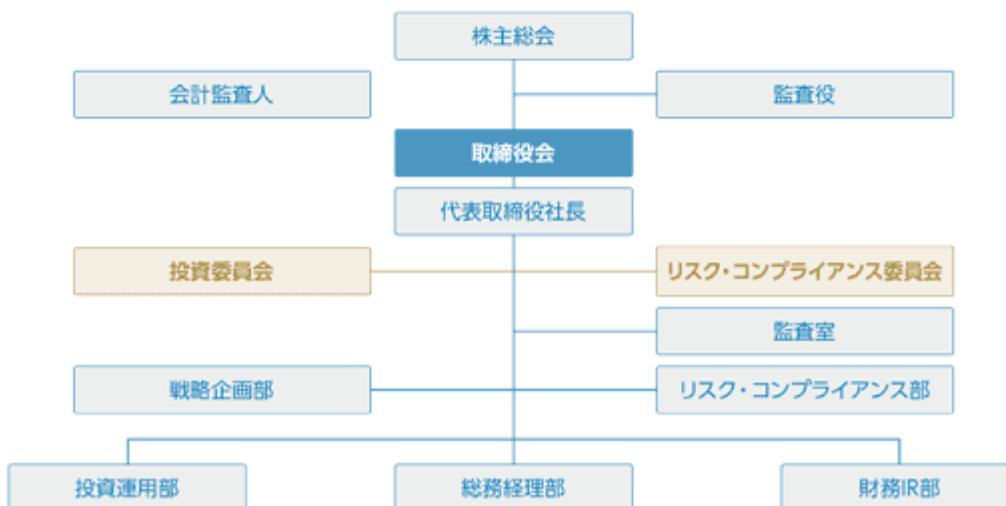 株主総会
会計監査人
監査役
取締役会
代表取締役社長
投資委員会
リスク・コンプライアンス委員会
監査室
戦略企画部
リスク・コンプライアンス部
投資運用部
総務経理部
財務IR部